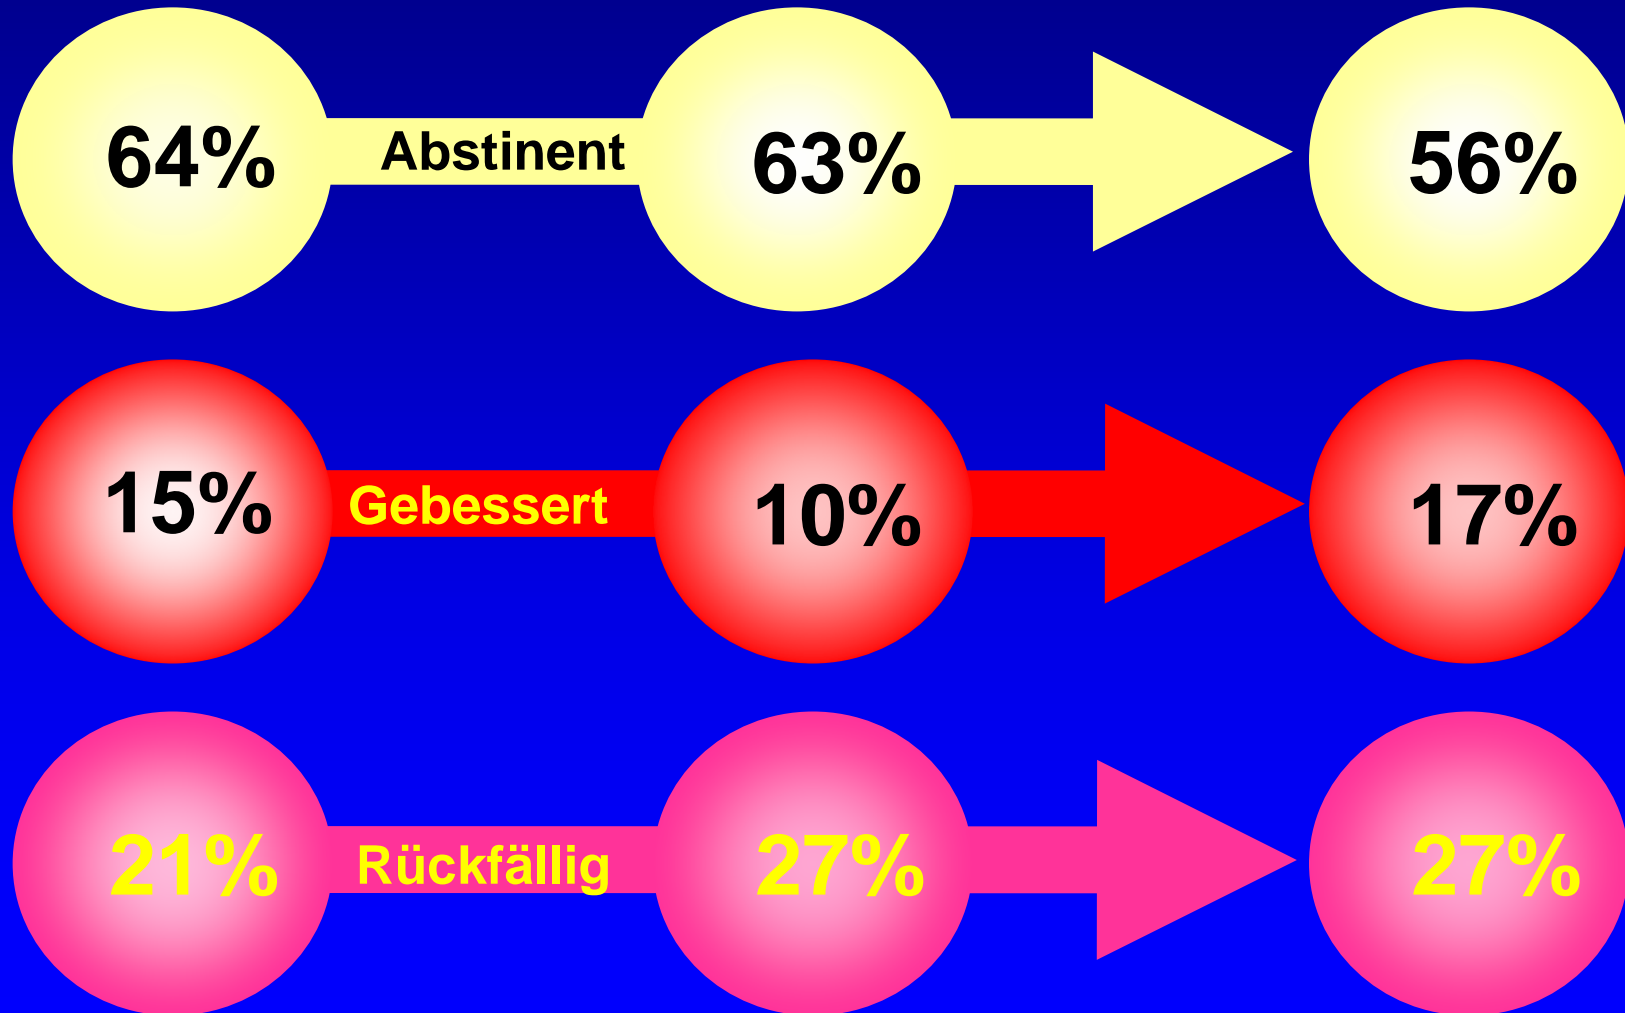 64% Abstinent 63% 56%
15% Gebessert 10% 17%
21% Rückfällig 27% 27%